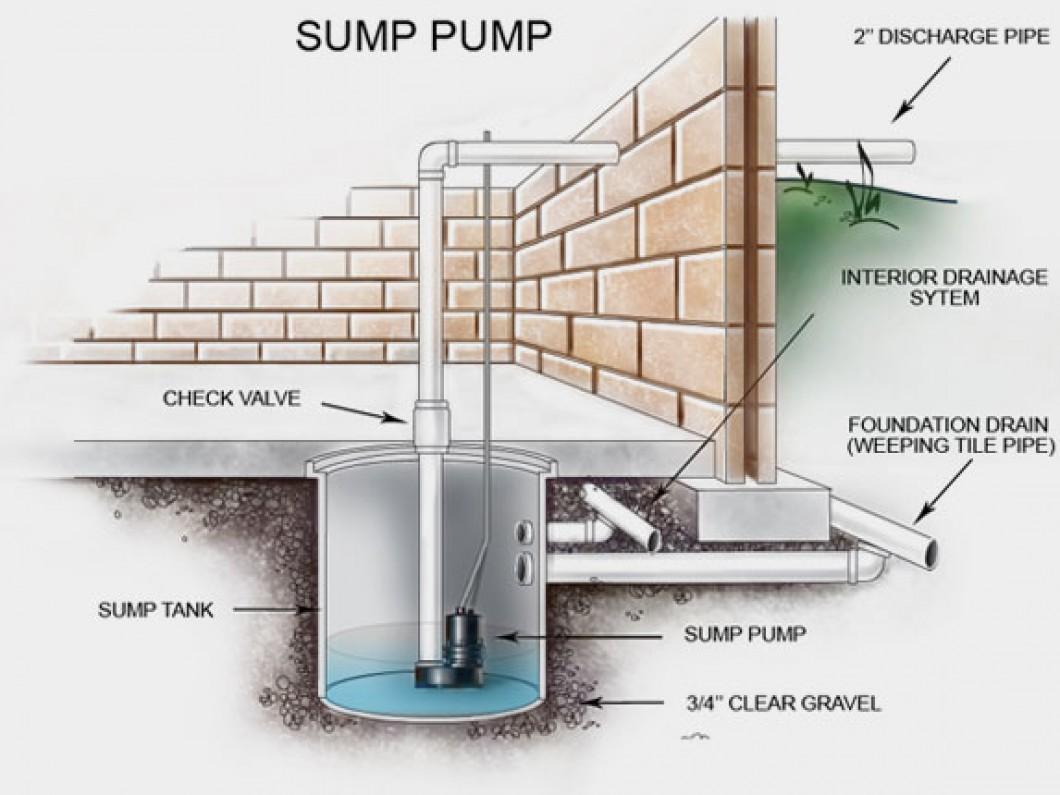 SUMP PUMP
2" DISCHARGE PIPE
INTERIOR DRAINAGE
SYTEM
CHECK VALVE
FOUNDATION DRAIN
(WEEPING TILE PIPE)
SUMP TANK
SUMP PUMP
3/4" CLEAR GRAVEL